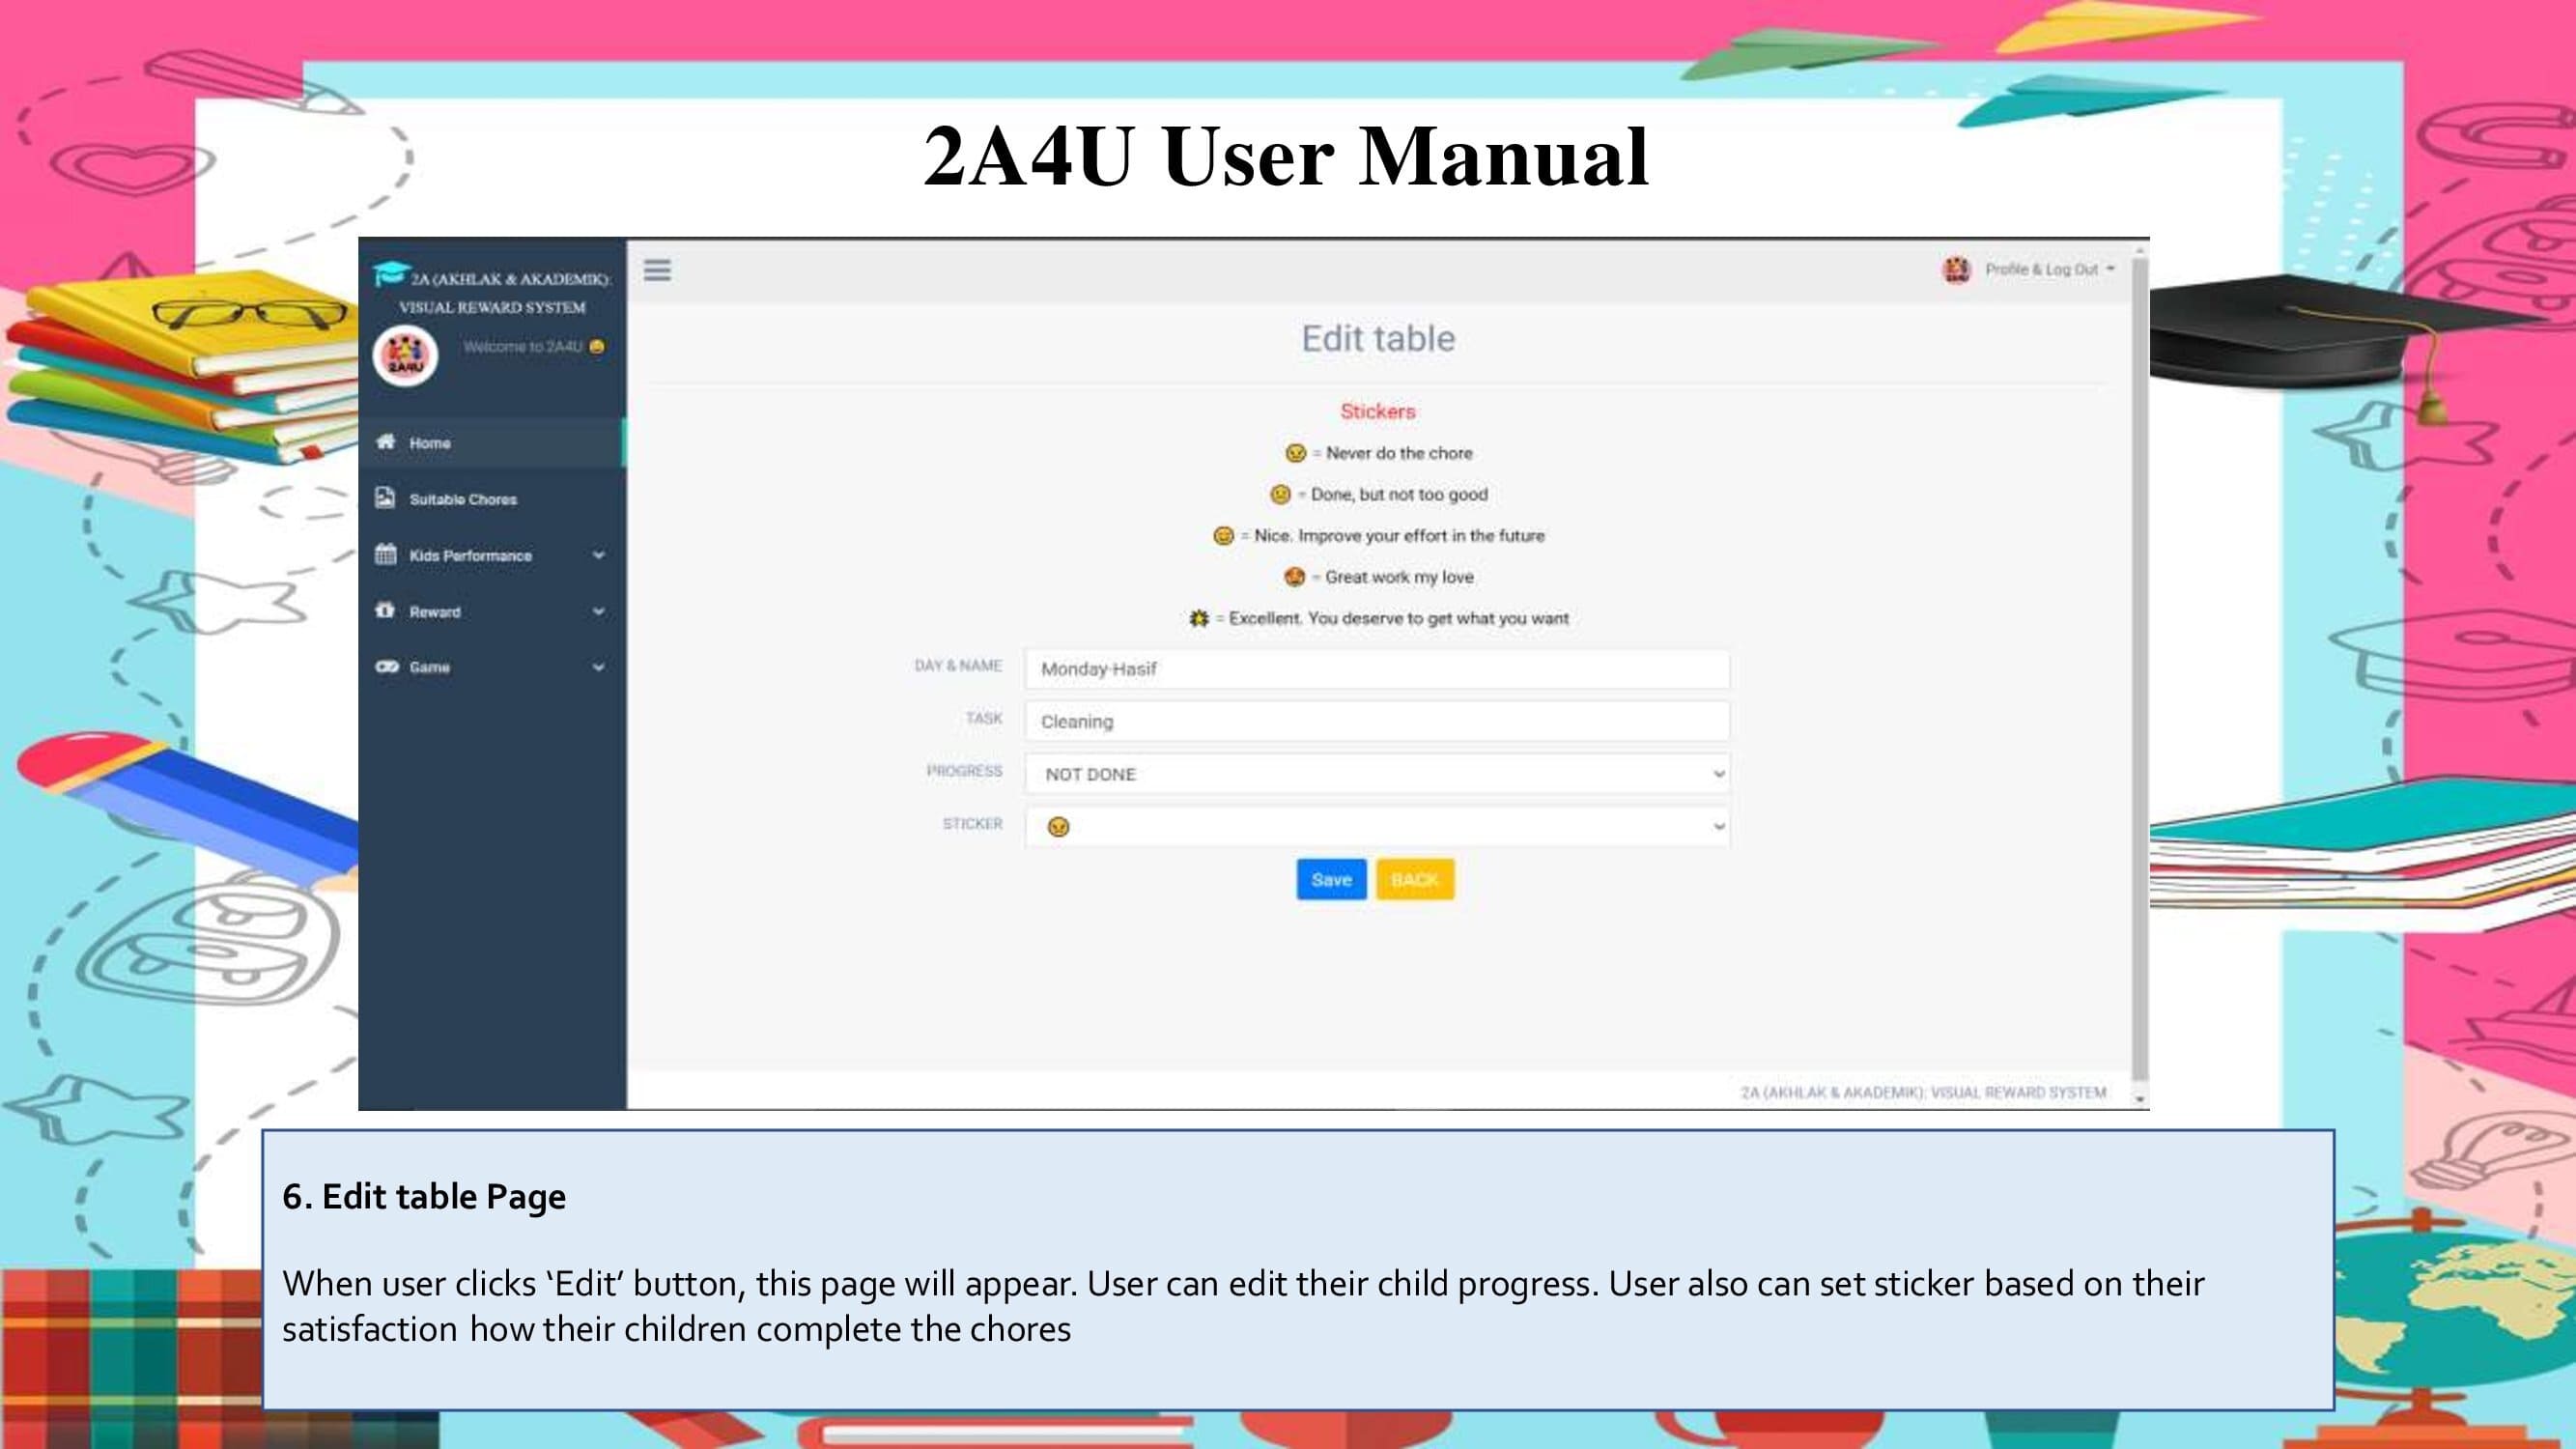 2A4U User Manual
2A (AKHLAK & AKADEMIK):
VISUAL REWARD SYSTEM
Welcome to 2A4U 😀
2A4U
Home
Suitable Chores
Kids Performance
Reward
Game
Profile & Log Out
Edit table
Stickers
😠 = Never do the chore
🙁 = Done, but not too good
😊 = Nice. Improve your effort in the future
🤩 = Great work my love
🌟 = Excellent. You deserve to get what you want
DAY & NAME
Monday-Hasif
TASK
Cleaning
PROGRESS
NOT DONE
STICKER
😠
Save
BACK
2A (AKHLAK & AKADEMIK): VISUAL REWARD SYSTEM
6. Edit table Page
When user clicks ‘Edit’ button, this page will appear. User can edit their child progress. User also can set sticker based on their
satisfaction how their children complete the chores